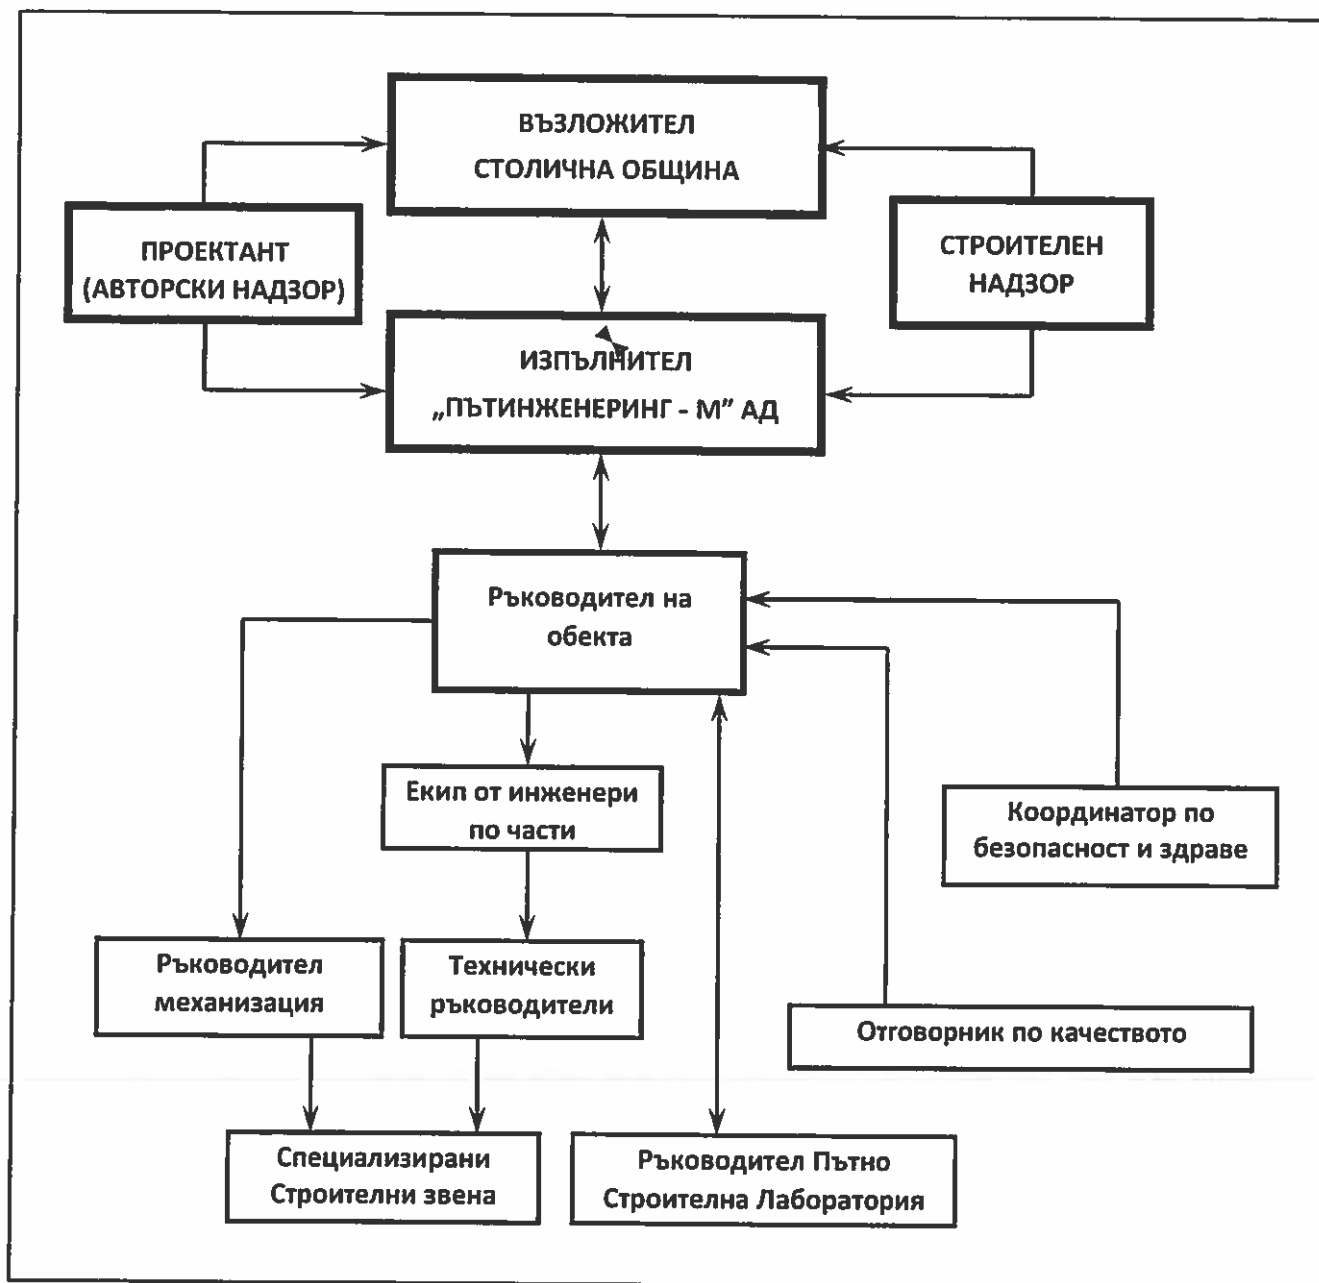 ВЪЗЛОЖИТЕЛ
СТОЛИЧНА ОБЩИНА
ПРОЕКТАНТ
(АВТОРСКИ НАДЗОР)
СТРОИТЕЛЕН
НАДЗОР
ИЗПЪЛНИТЕЛ
„ПЪТИНЖЕНЕРИНГ - М" АД
Ръководител на
обекта
Екип от инженери
по части
Координатор по
безопасност и здраве
Ръководител
механизация
Технически
ръководители
Отговорник по качеството
Специализирани
Строителни звена
Ръководител Пътно
Строителна Лаборатория